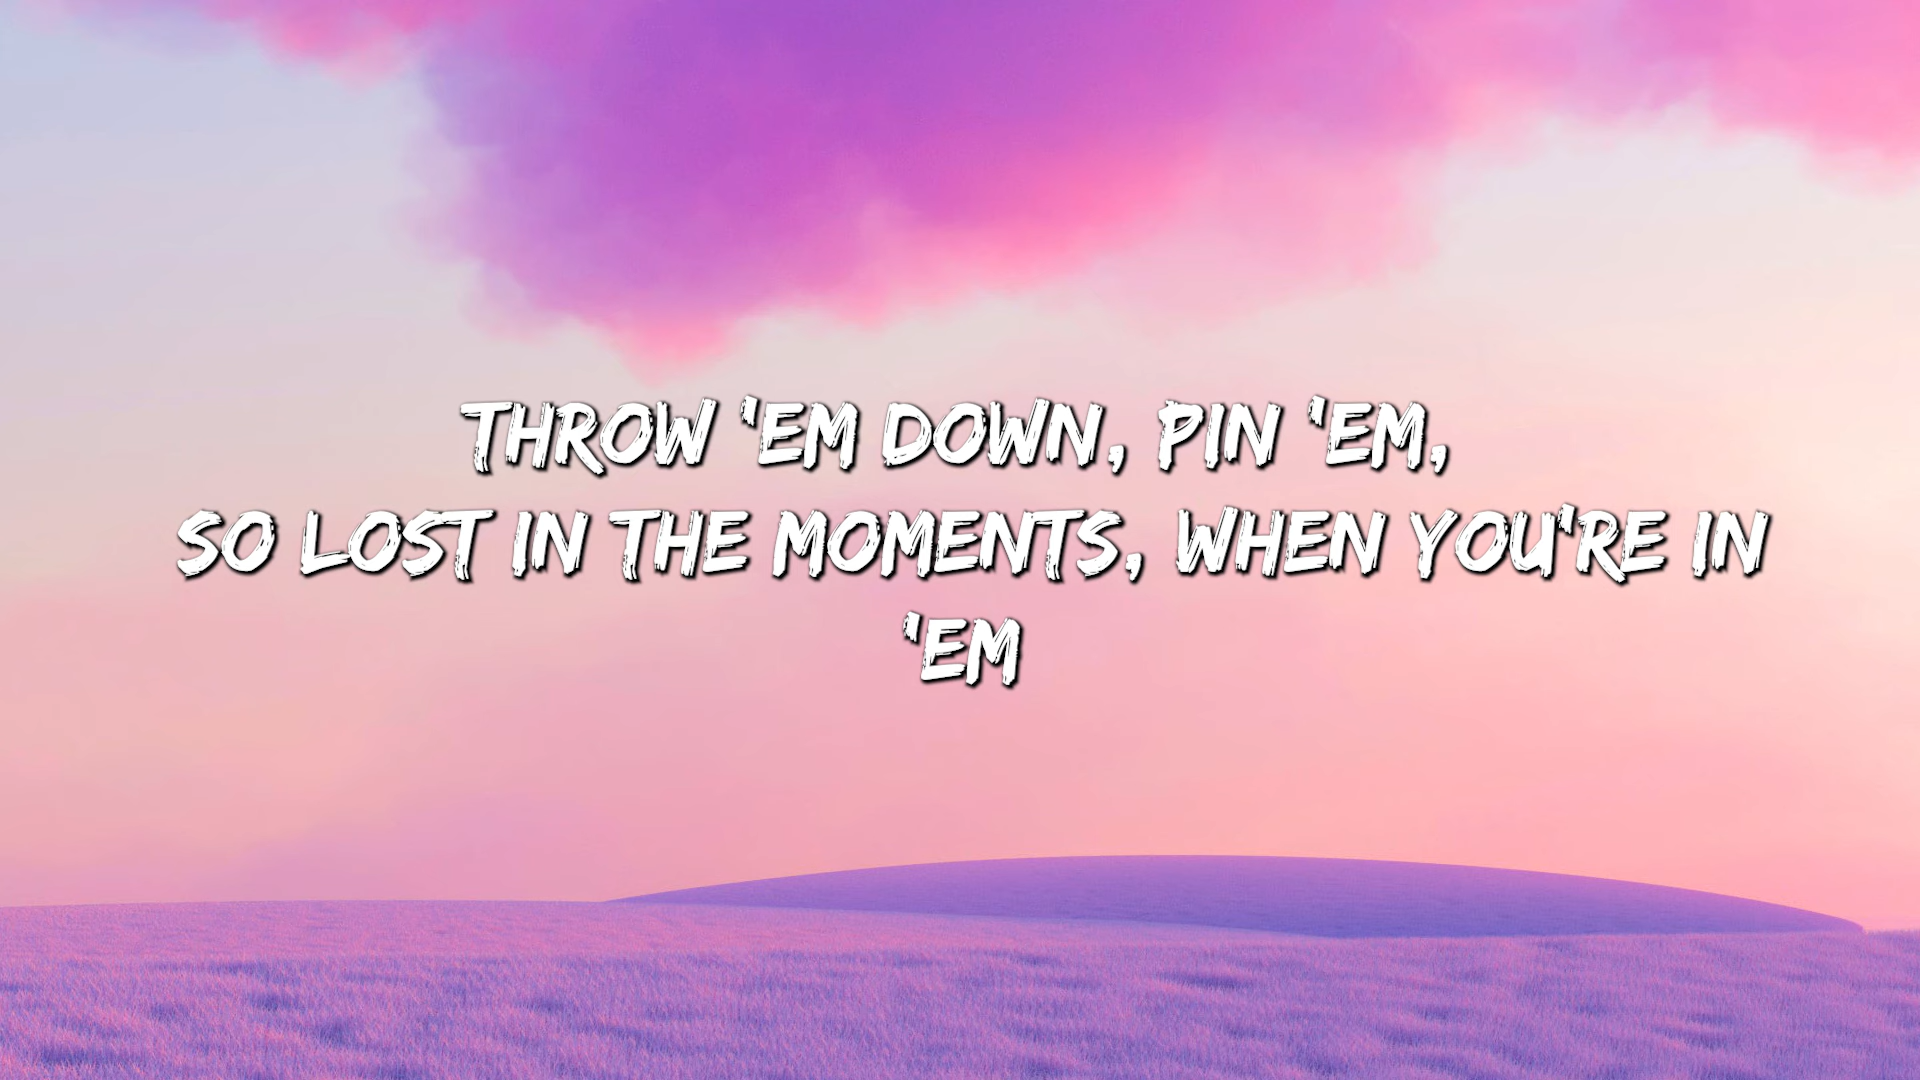 THROW 'EM DOWN, PIN 'EM,
SO LOST IN THE MOMENTS, WHEN YOU'RE IN
'EM